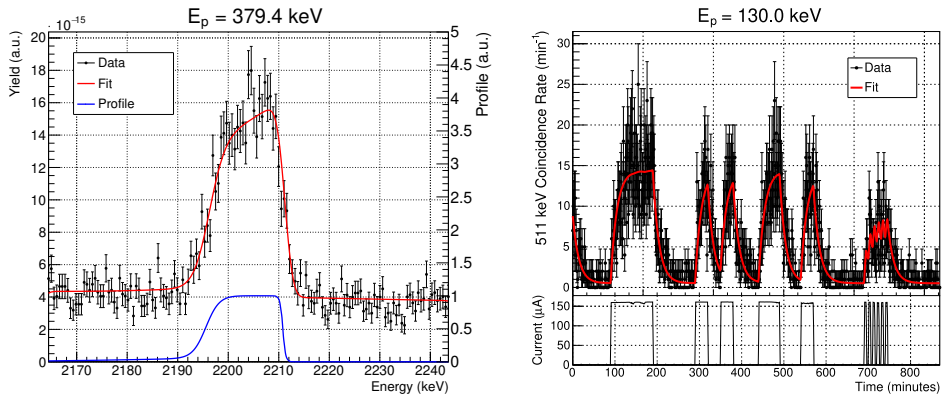 E_p = 379.4 keV
×10^-15
Yield (a.u.)
Profile (a.u.)
Data
Fit
Profile
20
18
16
14
12
10
8
6
4
2
0
5
4.5
4
3.5
3
2.5
2
1.5
1
0.5
0
2170 2180 2190 2200 2210 2220 2230 2240
Energy (keV)
E_p = 130.0 keV
511 keV Coincidence Rate (min^-1)
Data
Fit
30
25
20
15
10
5
0
Current (μA)
150
100
50
0
0 100 200 300 400 500 600 700 800
Time (minutes)